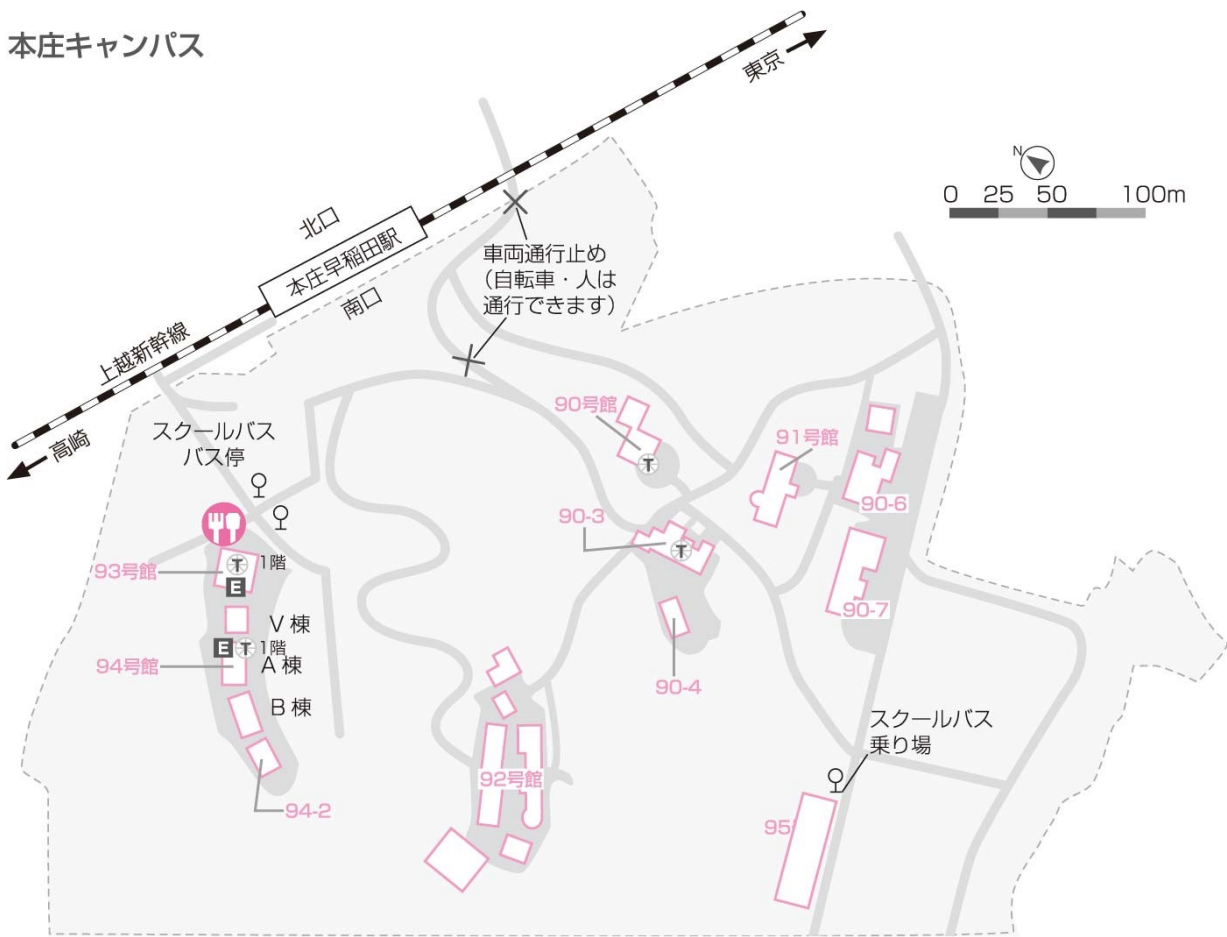 本庄キャンパス
東京
N
0 25 50 100m
北口
本庄早稲田駅
南口
車両通行止め
（自転車・人は
通行できます）
上越新幹線
高崎
スクールバス
バス停
90号館
T
91号館
90-6
90-3
T
90-7
90-4
93号館
T
1階
E
V棟
E
T
1階
94号館
A棟
B棟
94-2
92号館
スクールバス
乗り場
95